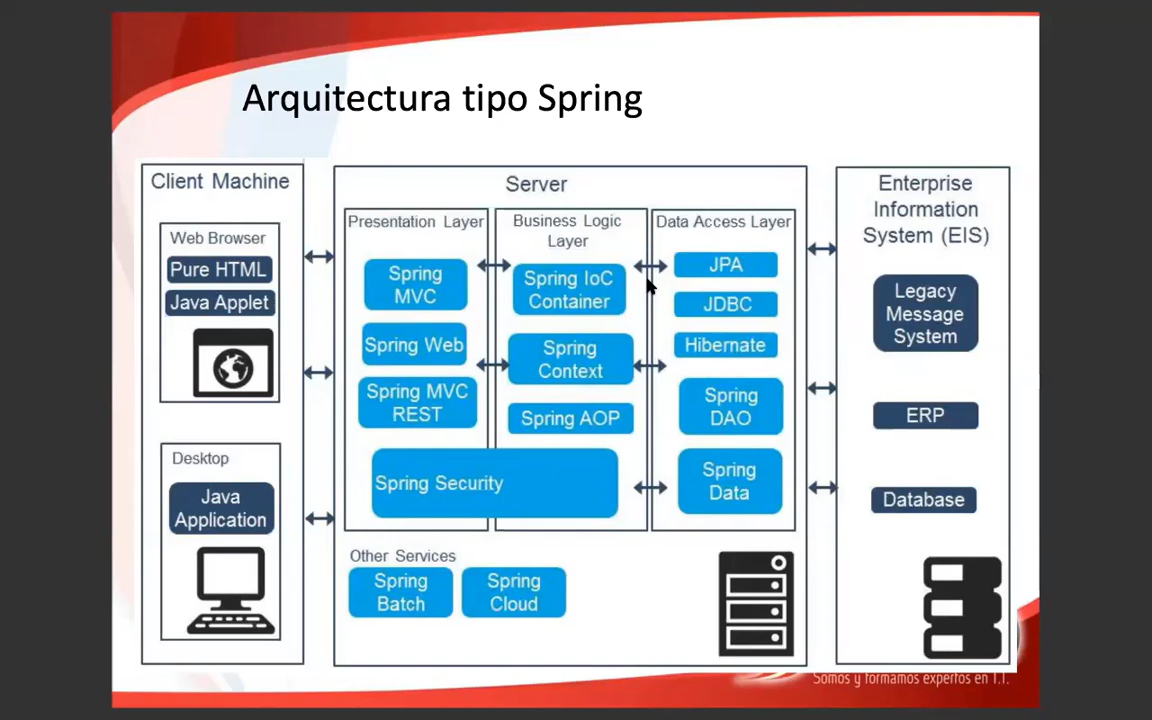 Arquitectura tipo Spring
Client Machine
Web Browser
Pure HTML
Java Applet
Desktop
Java
Application
Server
Presentation Layer
Spring
MVC
Spring Web
Spring MVC
REST
Business Logic
Layer
Spring IoC
Container
Spring
Context
Spring AOP
Spring Security
Data Access Layer
JPA
JDBC
Hibernate
Spring
DAO
Spring
Data
Other Services
Spring
Batch
Spring
Cloud
Enterprise
Information
System (EIS)
Legacy
Message
System
ERP
Database
Somos y formamos expertos en T.I.